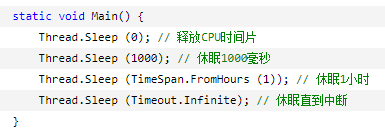 static void Main() {
Thread.Sleep (0); // 释放CPU时间片
Thread.Sleep (1000); // 休眠1000毫秒
Thread.Sleep (TimeSpan.FromHours (1)); // 休眠1小时
Thread.Sleep (Timeout.Infinite); // 休眠直到中断
}